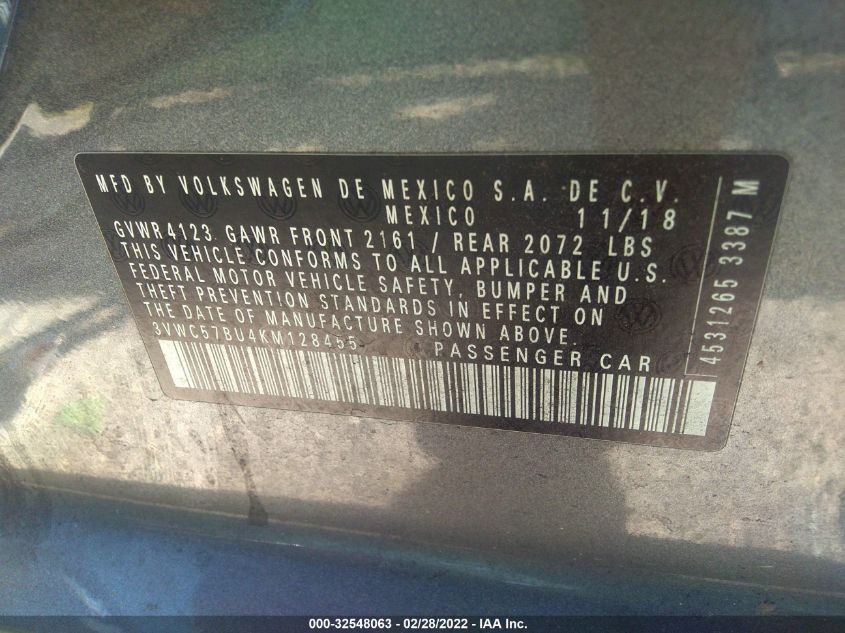 MFD BY VOLKSWAGEN DE MEXICO S.A. DE C.V.
MEXICO 11/18
GVWR 4123 GAWR FRONT 2161 / REAR 2072 LBS
THIS VEHICLE CONFORMS TO ALL APPLICABLE U.S.
FEDERAL MOTOR VEHICLE SAFETY, BUMPER AND
THEFT PREVENTION STANDARDS IN EFFECT ON
THE DATE OF MANUFACTURE SHOWN ABOVE.
3VWC57BU4KM128455 PASSENGER CAR
4531265 3387 M
000-32548063 - 02/28/2022 - IAA Inc.